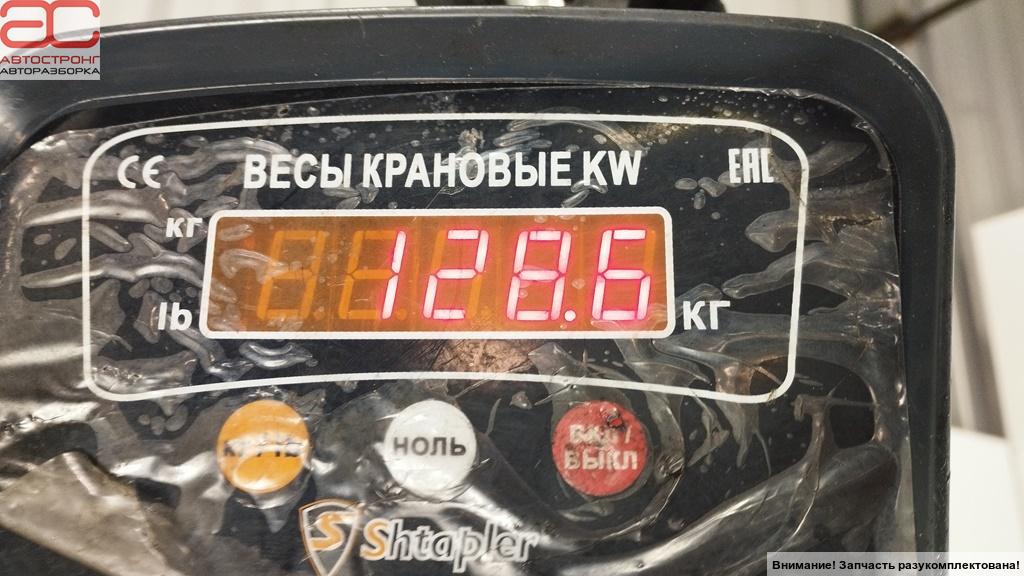 АС
АВТОСТРОНГ
АВТОРАЗБОРКА
CE
ВЕСЫ КРАНОВЫЕ KW
EAC
кг
128.6
lb
КГ
НОЛЬ
ВКЛ/
ВЫКЛ
S Shtapler
Внимание! Запчасть разукомплектована!